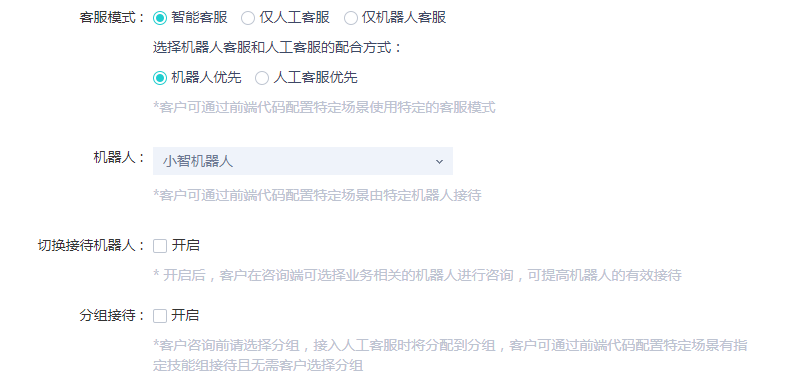 客服模式： 智能客服 仅人工客服 仅机器人客服
选择机器人客服和人工客服的配合方式：
机器人优先 人工客服优先
*客户可通过前端代码配置特定场景使用特定的客服模式
机器人： 小智机器人
*客户可通过前端代码配置特定场景由特定机器人接待
切换接待机器人： 开启
* 开启后，客户在咨询端可选择业务相关的机器人进行咨询，可提高机器人的有效接待
分组接待： 开启
*客户咨询前请选择分组，接入人工客服时将分配到分组，客户可通过前端代码配置特定场景有指
定技能组接待且无需客户选择分组